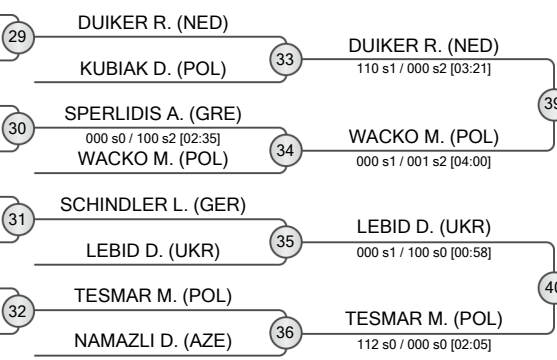 29
DUIKER R. (NED)
KUBIAK D. (POL)
33
DUIKER R. (NED)
110 s1 / 000 s2 [03:21]
39
30
SPERLIDIS A. (GRE)
000 s0 / 100 s2 [02:35]
WACKO M. (POL)
34
WACKO M. (POL)
000 s1 / 001 s2 [04:00]
31
SCHINDLER L. (GER)
LEBID D. (UKR)
35
LEBID D. (UKR)
000 s1 / 100 s0 [00:58]
40
32
TESMAR M. (POL)
NAMAZLI D. (AZE)
36
TESMAR M. (POL)
112 s0 / 000 s0 [02:05]